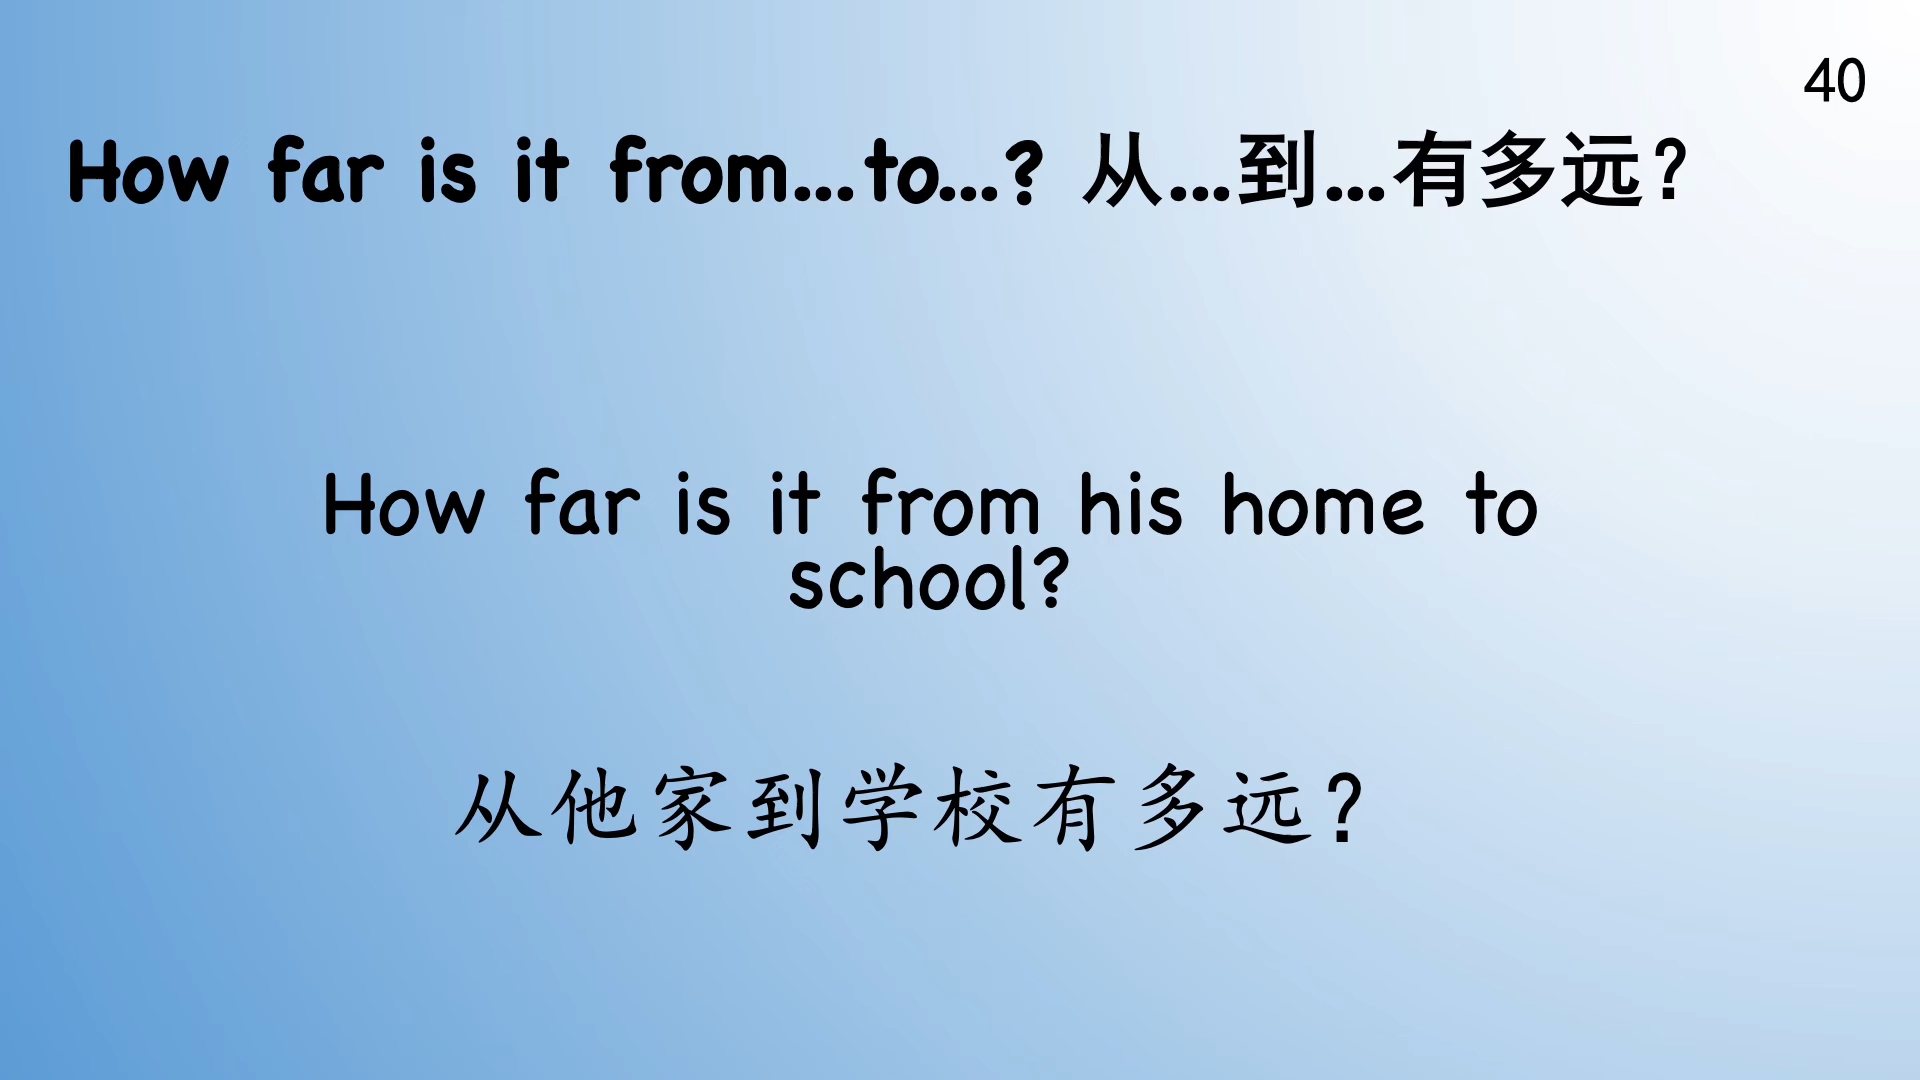 40
How far is it from...to...? 从...到...有多远?
How far is it from his home to
school?
从他家到学校有多远?